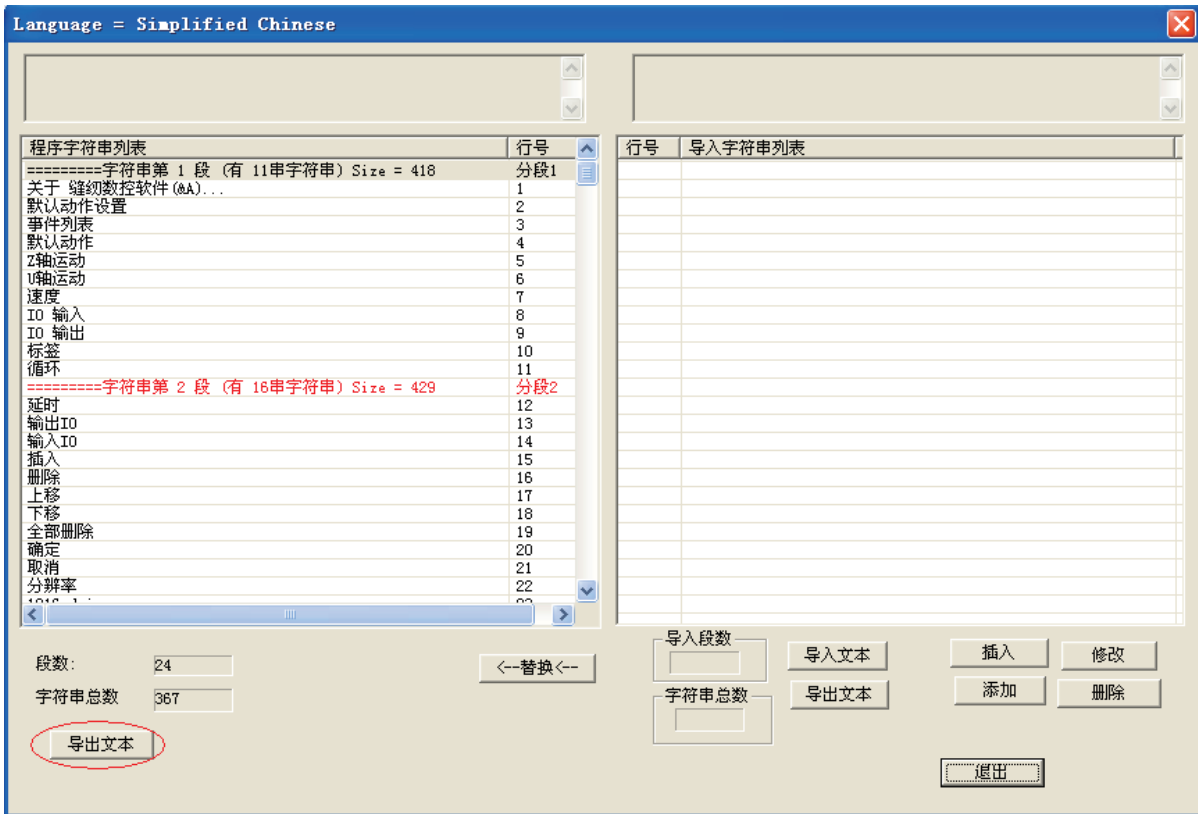 Language = Simplified Chinese
程序字符串列表 行号
=========字符串第 1 段 (有 11串字符串) Size = 418 分段1
关于 缝纫数控软件(&A)... 1
默认动作设置 2
事件列表 3
默认动作 4
Z轴运动 5
U轴运动 6
速度 7
IO 输入 8
IO 输出 9
标签 10
循环 11
=========字符串第 2 段 (有 16串字符串) Size = 429 分段2
延时 12
输出IO 13
输入IO 14
插入 15
删除 16
上移 17
下移 18
全部删除 19
确定 20
取消 21
分辨率 22
行号 导入字符串列表
段数: 24
字符串总数 367
导出文本
<--替换<--
导入段数
字符串总数
导入文本
导出文本
插入 修改
添加 删除
退出